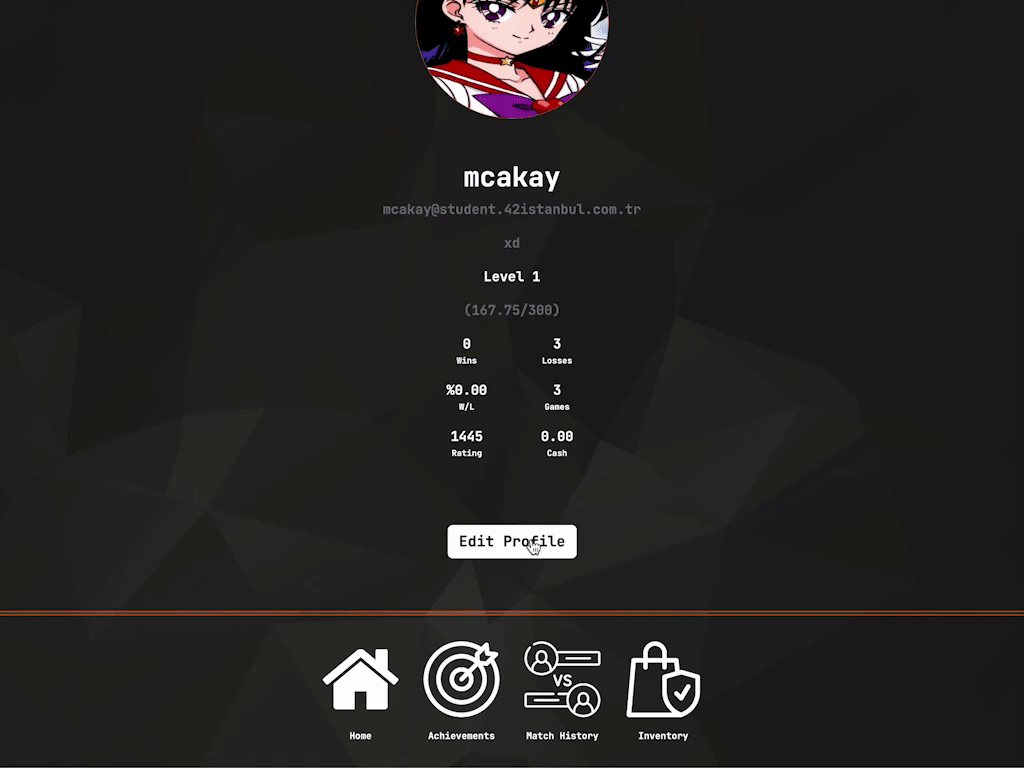 mcakay
mcakay@student.42istanbul.com.tr
xd
Level 1
(167.75/300)
0 3
Wins Losses
%0.00 3
W/L Games
1445 0.00
Rating Cash
Edit Profile
VS
Home Achievements Match History Inventory